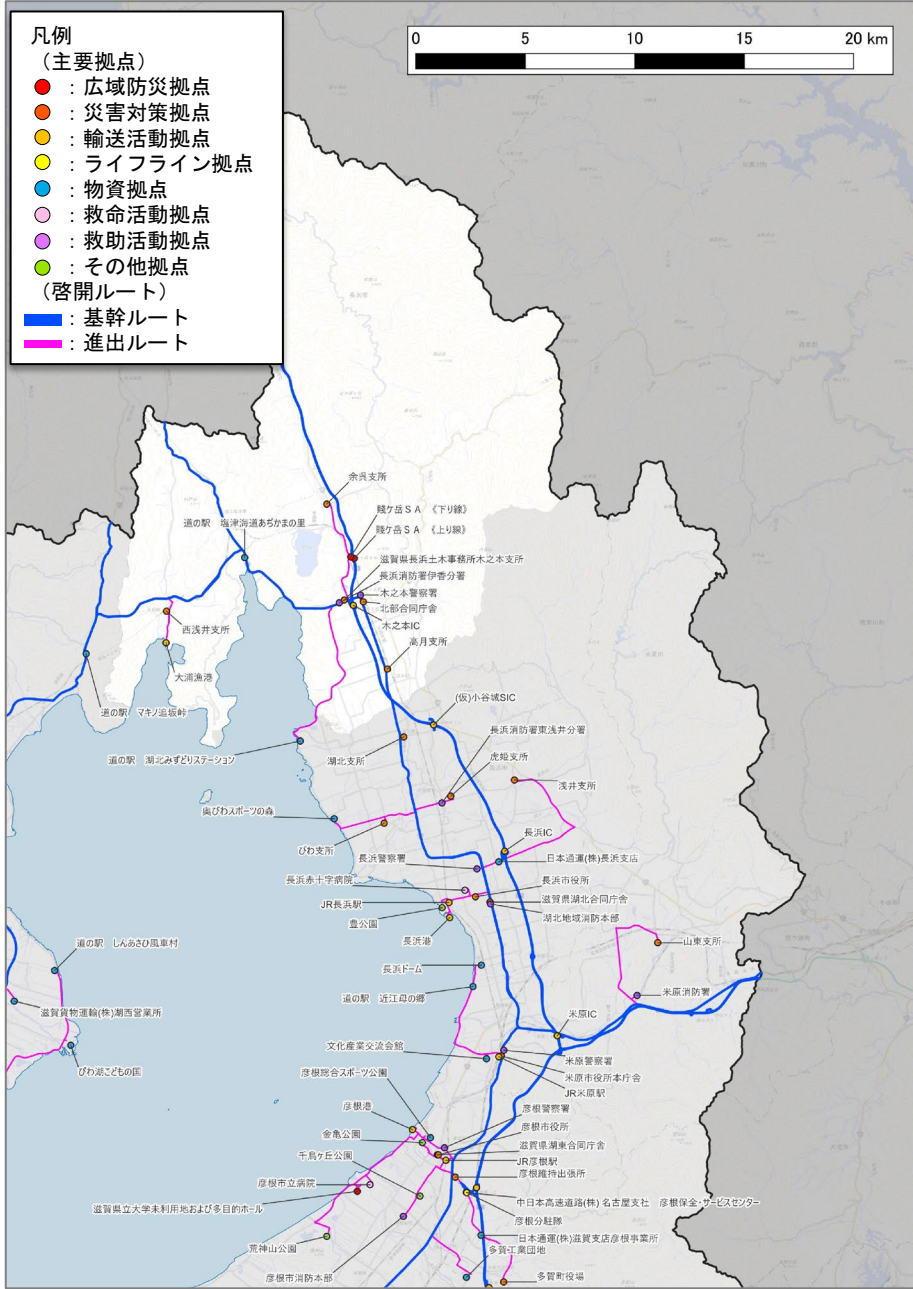 凡例
（主要拠点）
：広域防災拠点
：災害対策拠点
：輸送活動拠点
：ライフライン拠点
：物資拠点
：救命活動拠点
：救助活動拠点
：その他拠点
（啓開ルート）
：基幹ルート
：進出ルート
0 5 10 15 20 km
余呉支所
道の駅 塩津海道あぢかまの里
賤ケ岳ＳＡ 《下り線》
賤ケ岳ＳＡ 《上り線》
滋賀県長浜土木事務所木之本支所
長浜消防署伊香分署
木之本警察署
北部合同庁舎
木之本IC
西浅井支所
大浦漁港
高月支所
道の駅 マキノ追坂峠
(仮)小谷城SIC
道の駅 湖北みずどりステーション
湖北支所
長浜消防署東浅井分署
虎姫支所
浅井支所
奥びわスポーツの森
びわ支所
長浜IC
長浜警察署
日本通運(株)長浜支店
長浜赤十字病院
長浜市役所
JR長浜駅
滋賀県湖北合同庁舎
豊公園
湖北地域消防本部
長浜港
山東支所
道の駅 しんあさひ風車村
長浜ドーム
道の駅 近江母の郷
米原消防署
滋賀貨物運輸(株)湖西営業所
米原IC
びわ湖こどもの国
文化産業交流会館
米原警察署
彦根総合スポーツ公園
米原市役所本庁舎
JR米原駅
彦根港
彦根警察署
金亀公園
彦根市役所
滋賀県湖東合同庁舎
千鳥ヶ丘公園
JR彦根駅
彦根維持出張所
彦根市立病院
中日本高速道路(株)名古屋支社 彦根保全・サービスセンター
滋賀県立大学未利用地および多目的ホール
彦根分駐隊
荒神山公園
日本通運(株)滋賀支店彦根事業所
彦根市消防本部
多賀工業団地
多賀町役場